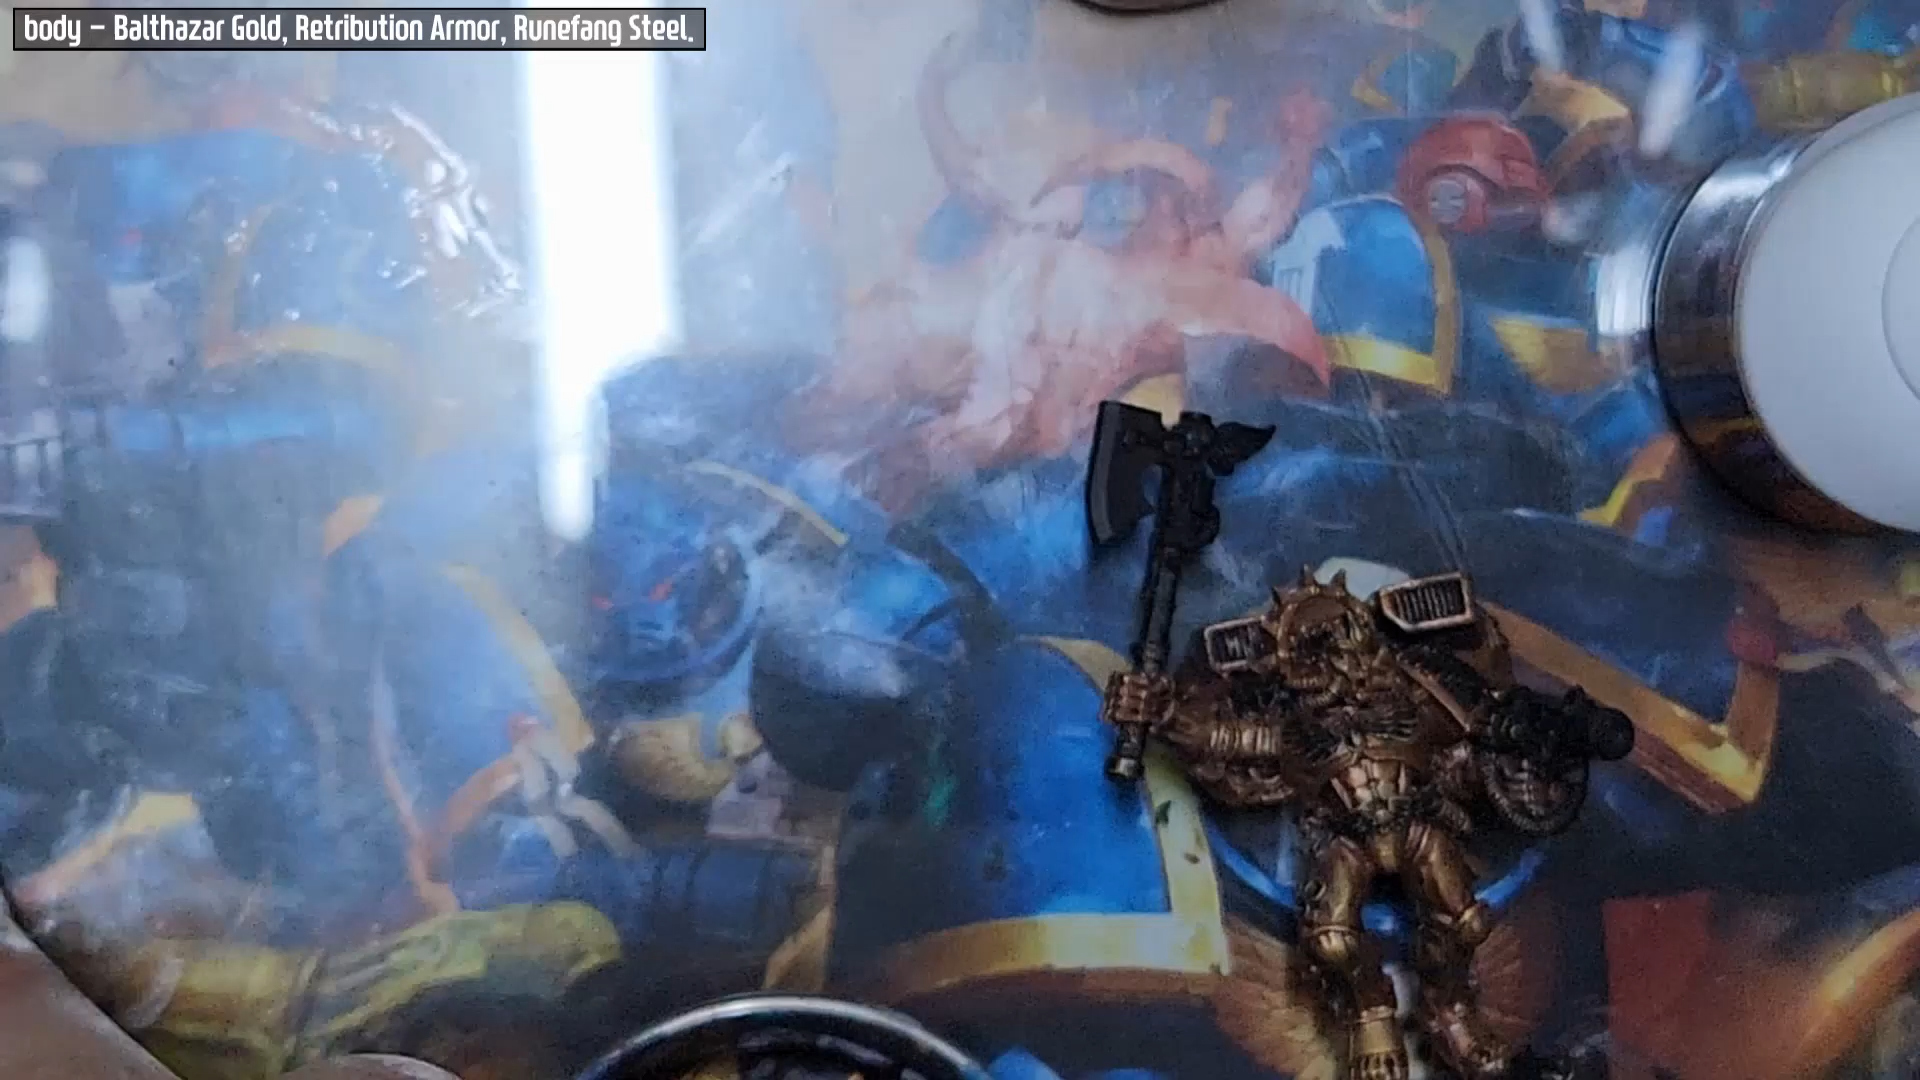 body – Balthazar Gold, Retribution Armor, Runefang Steel.